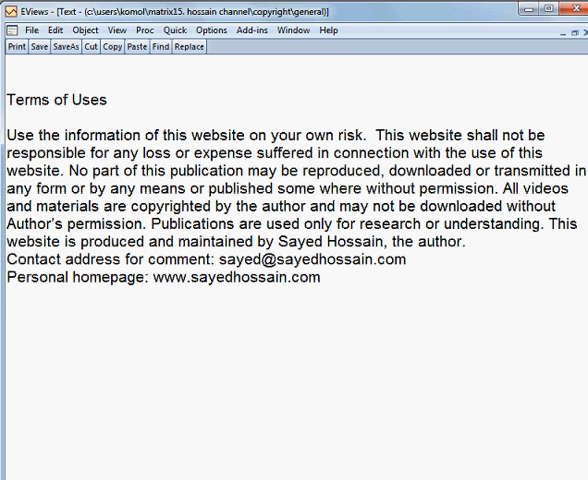 EViews - [Text - (c:\users\komol\matrix15. hossain channel\copyright\general)]
File Edit Object View Proc Quick Options Add-ins Window Help
Print Save SaveAs Cut Copy Paste Find Replace
Terms of Uses
Use the information of this website on your own risk.  This website shall not be
responsible for any loss or expense suffered in connection with the use of this
website. No part of this publication may be reproduced, downloaded or transmitted in
any form or by any means or published some where without permission. All videos
and materials are copyrighted by the author and may not be downloaded without
Author's permission. Publications are used only for research or understanding. This
website is produced and maintained by Sayed Hossain, the author.
Contact address for comment: sayed@sayedhossain.com
Personal homepage: www.sayedhossain.com